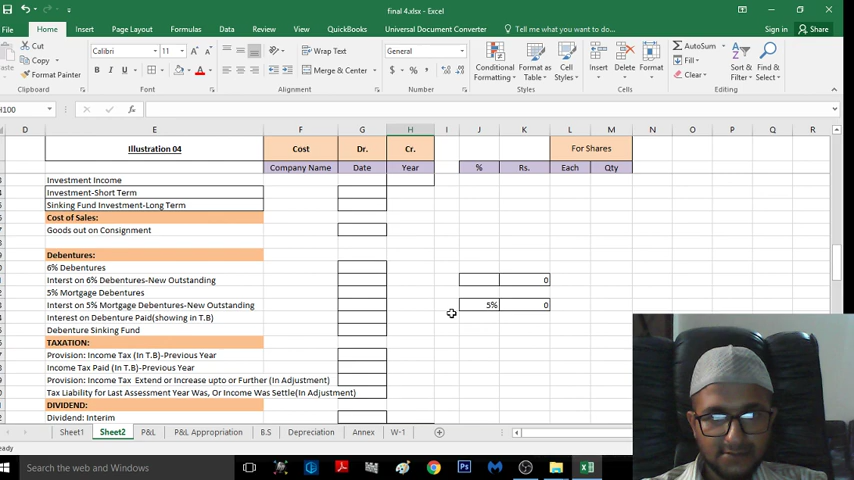 final 4.xlsx - Excel
File Home Insert Page Layout Formulas Data Review View QuickBooks Universal Document Converter Tell me what you want to do... Sign in Share
Cut
Copy
Format Painter
Calibri 11
B I U
Wrap Text
Merge & Center
General
$ % ,
Conditional Formatting
Format as Table
Cell Styles
Insert Delete Format
AutoSum
Fill
Clear
Sort & Filter
Find & Select
Clipboard Font Alignment Number Styles Cells Editing
H100
D E F G H I J K L M N O P Q R
Illustration 04 Cost Dr. Cr. For Shares
Company Name Date Year % Rs. Each Qty
Investment Income
Investment-Short Term
Sinking Fund Investment-Long Term
Cost of Sales:
Goods out on Consignment
Debentures:
6% Debentures
Interst on 6% Debentures-New Outstanding 0
5% Mortgage Debentures
Interst on 5% Mortgage Debentures-New Outstanding 5% 0
Interest on Debenture Paid(showing in T.B)
Debenture Sinking Fund
TAXATION:
Provision: Income Tax (In T.B)-Previous Year
Income Tax Paid (In T.B)-Previous Year
Provision: Income Tax Extend or Increase upto or Further (In Adjustment)
Tax Liability for Last Assessment Year Was, Or Income Was Settle(In Adjustment)
DIVIDEND:
Dividend: Interim
Sheet1 Sheet2 P&L P&L Appropriation B.S Depreciation Annex W-1
Search the web and Windows